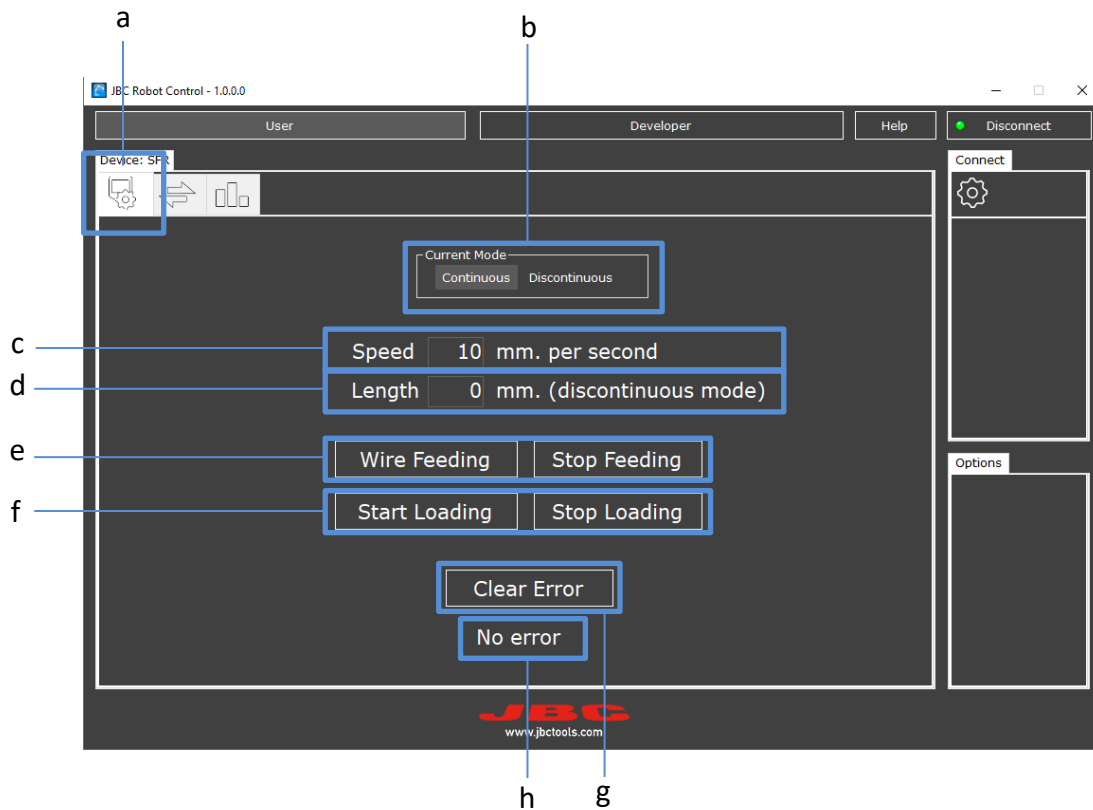 a
b
JBC Robot Control - 1.0.0.0
User Developer Help Disconnect
Device: SFR
Connect
Current Mode
Continuous Discontinuous
c
Speed 10 mm. per second
d
Length 0 mm. (discontinuous mode)
e
Wire Feeding Stop Feeding
Options
f
Start Loading Stop Loading
Clear Error
No error
JBC
www.jbctools.com
h
g